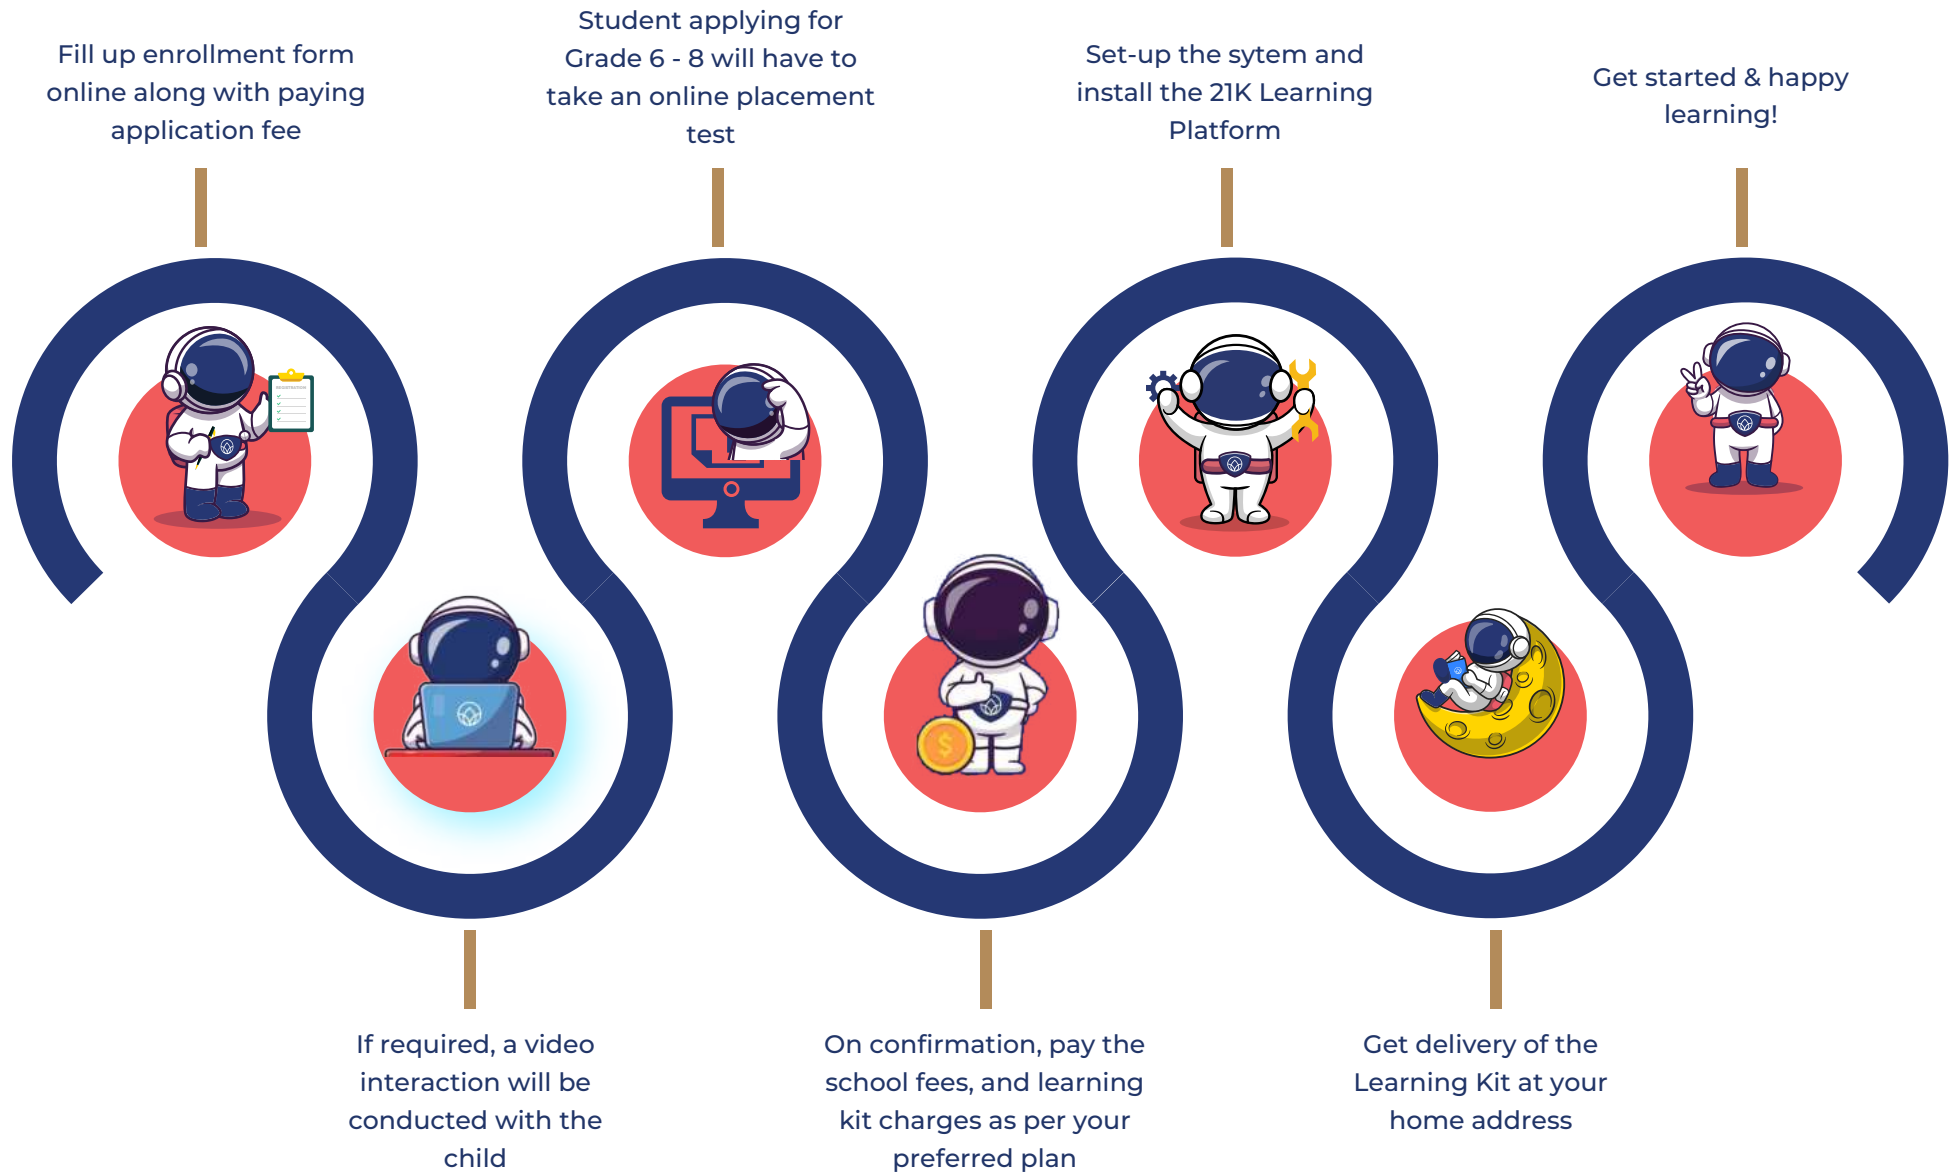 Fill up enrollment form
online along with paying
application fee
If required, a video
interaction will be
conducted with the
child
Student applying for
Grade 6 - 8 will have to
take an online placement
test
On confirmation, pay the
school fees, and learning
kit charges as per your
preferred plan
Set-up the sytem and
install the 21K Learning
Platform
Get delivery of the
Learning Kit at your
home address
Get started & happy
learning!
REGISTRATION
$